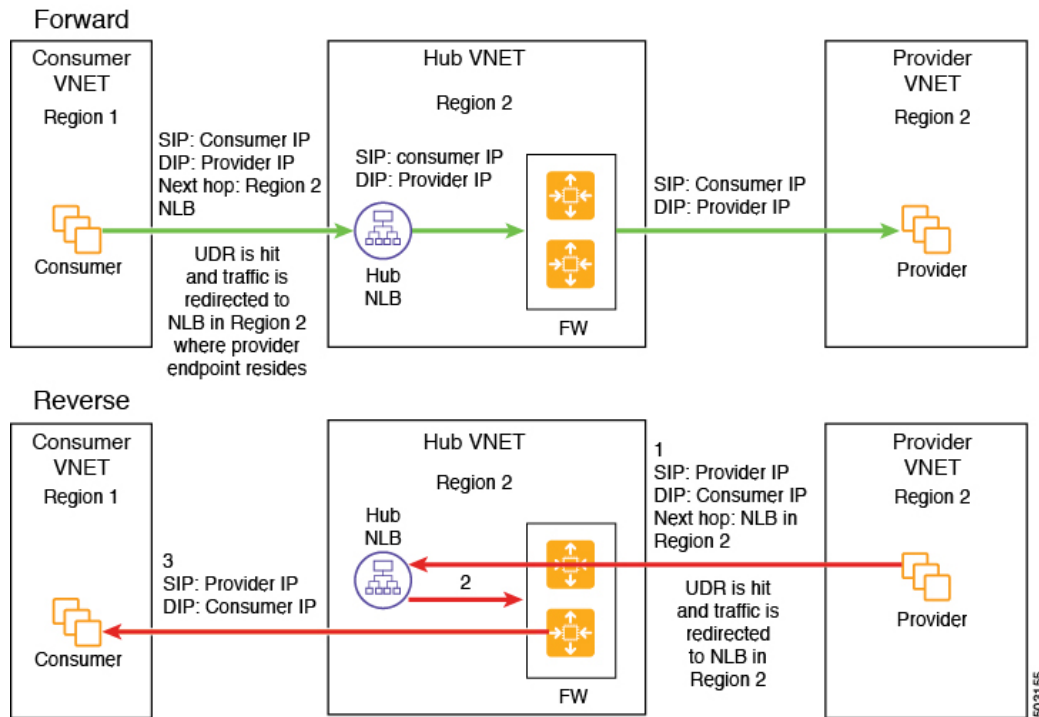 Forward
Consumer
VNET
Region 1
SIP: Consumer IP
DIP: Provider IP
Next hop: Region 2
NLB
Consumer
UDR is hit
and traffic is
redirected to
NLB in Region 2
where provider
endpoint resides
Hub VNET
Region 2
SIP: consumer IP
DIP: Provider IP
Hub
NLB
FW
SIP: Consumer IP
DIP: Provider IP
Provider
VNET
Region 2
Provider
Reverse
Consumer
VNET
Region 1
3
SIP: Provider IP
DIP: Consumer IP
Consumer
Hub VNET
Region 2
Hub
NLB
2
FW
1
SIP: Provider IP
DIP: Consumer IP
Next hop: NLB in
Region 2
UDR is hit
and traffic is
redirected
to NLB in
Region 2
Provider
VNET
Region 2
Provider
503155